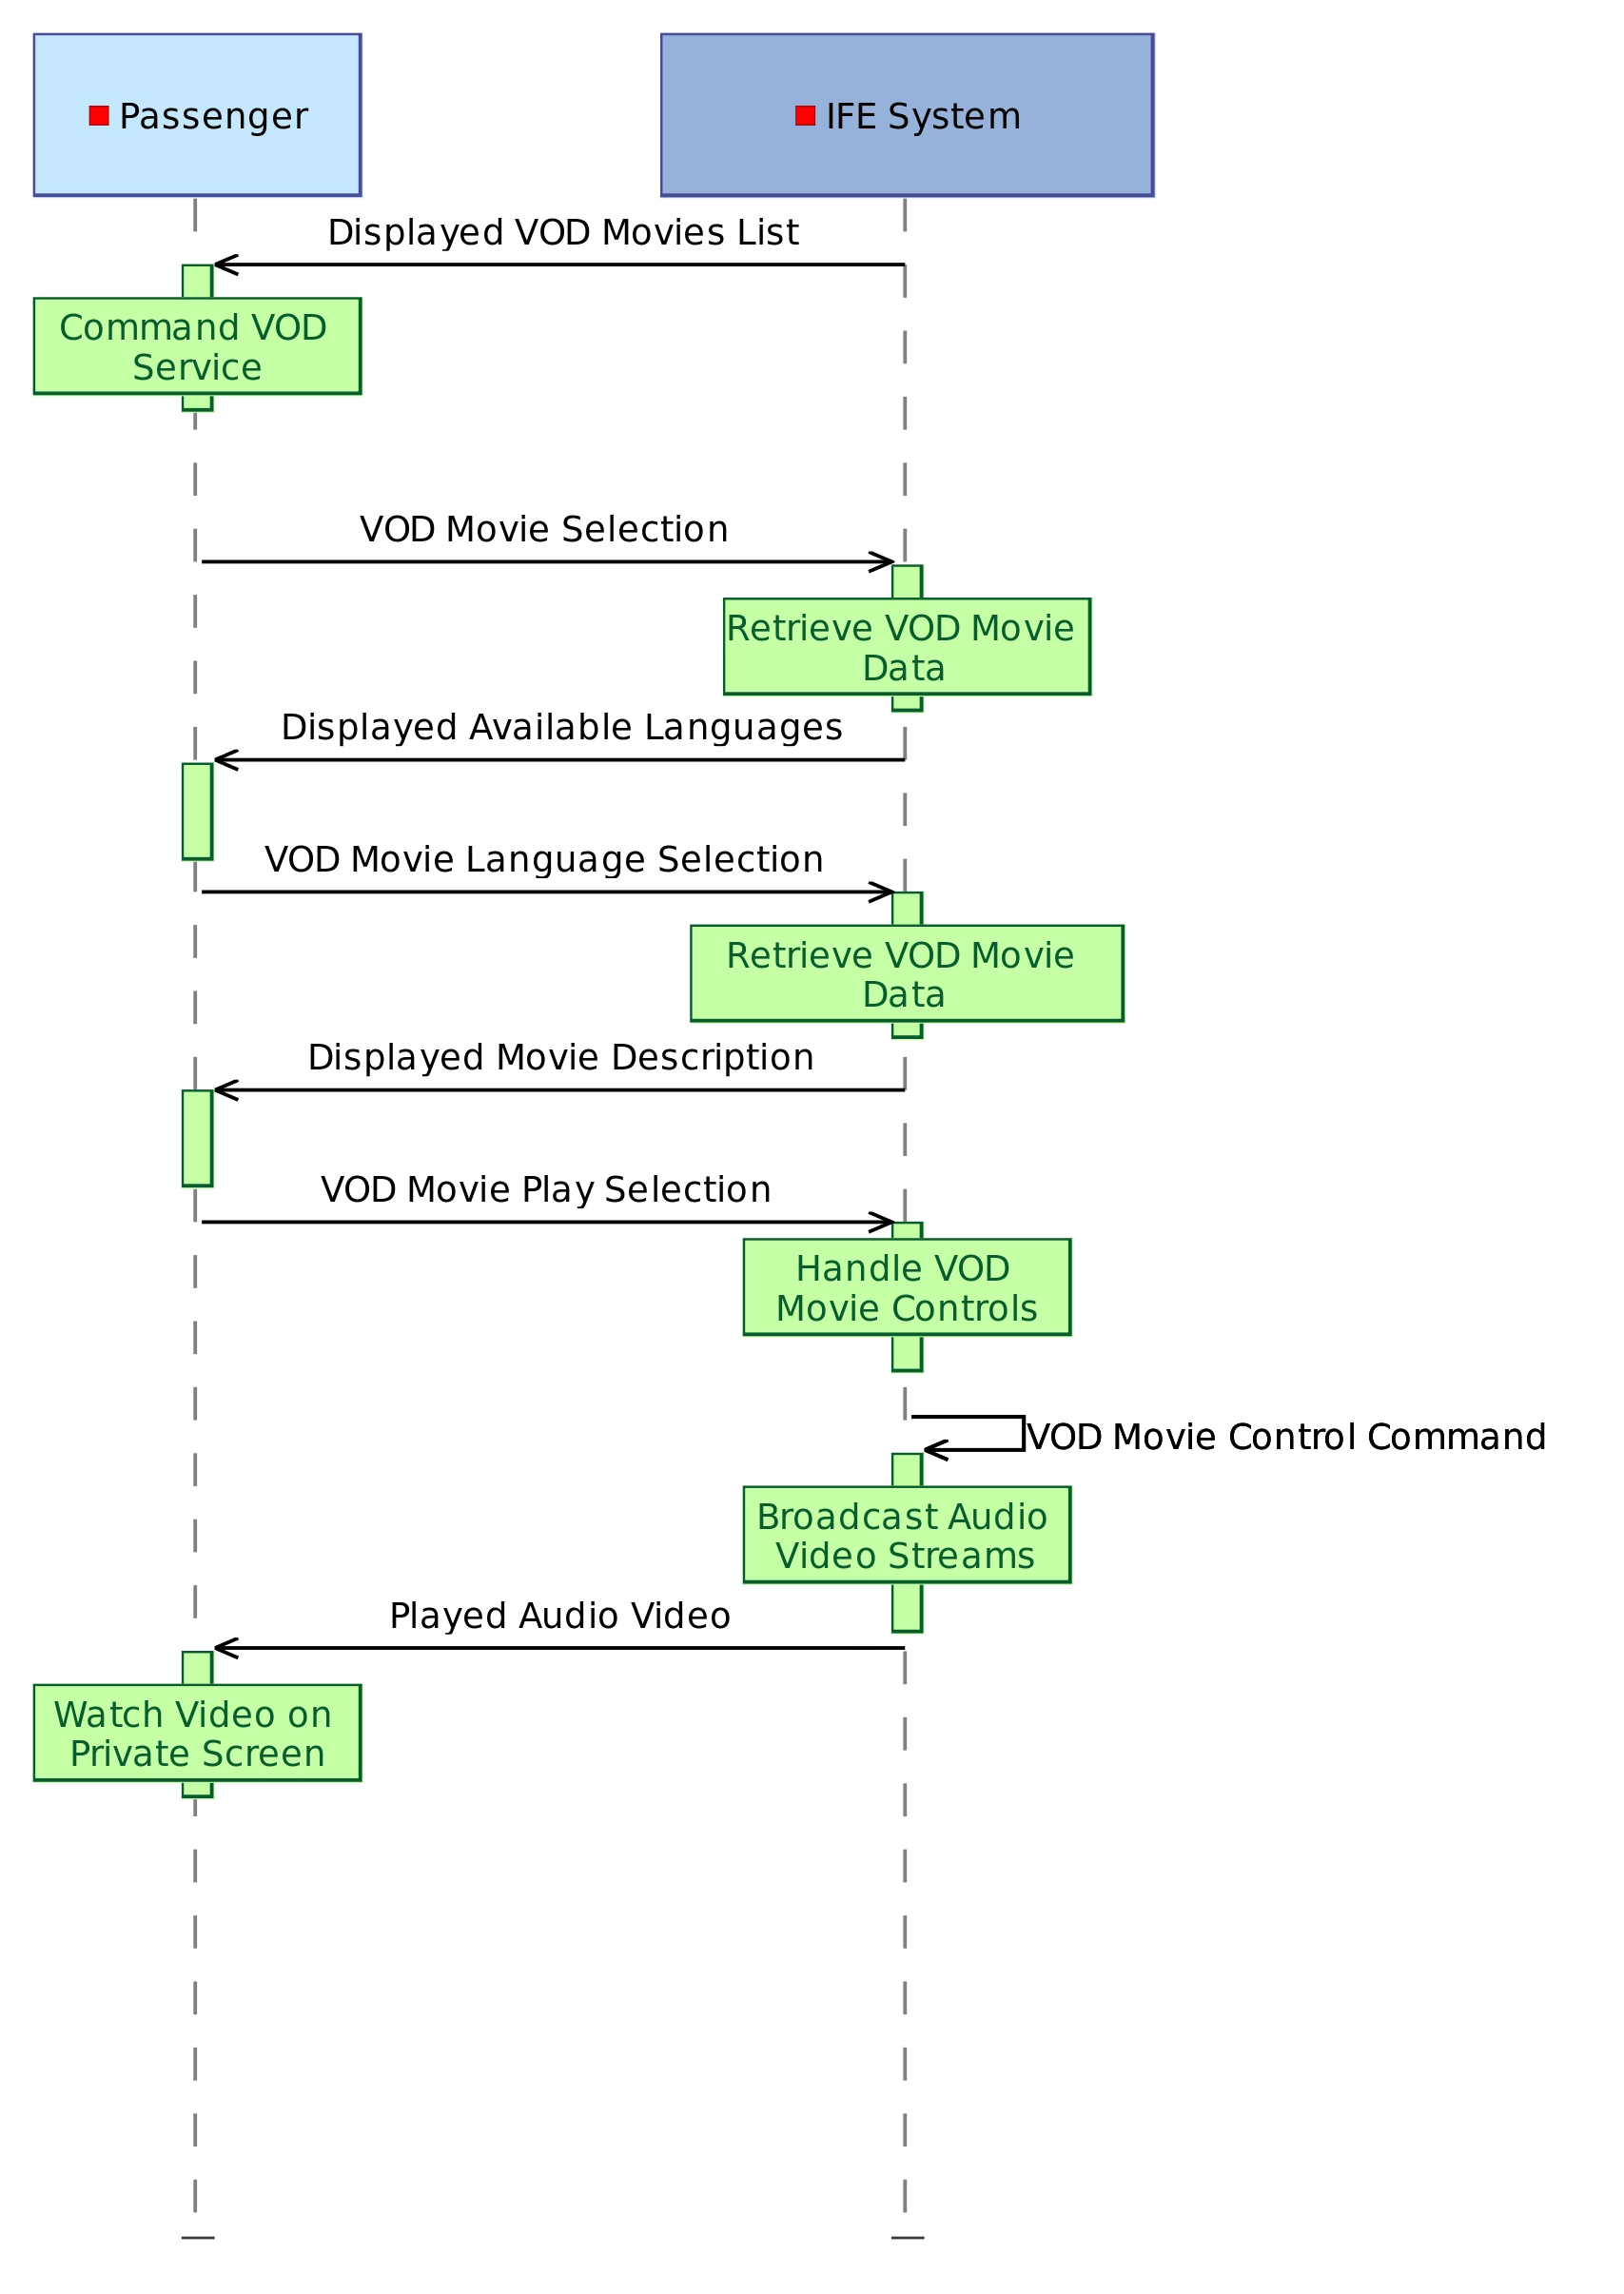 Passenger
IFE System
Displayed VOD Movies List
Command VOD
Service
VOD Movie Selection
Retrieve VOD Movie
Data
Displayed Available Languages
VOD Movie Language Selection
Retrieve VOD Movie
Data
Displayed Movie Description
VOD Movie Play Selection
Handle VOD
Movie Controls
VOD Movie Control Command
Broadcast Audio
Video Streams
Played Audio Video
Watch Video on
Private Screen